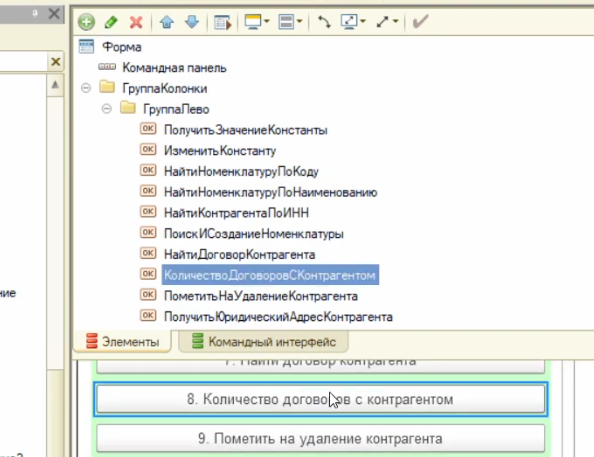 Форма
Командная панель
ГруппаКолонки
ГруппаЛево
ОК ПолучитьЗначениеКонстанты
ОК ИзменитьКонстанту
ОК НайтиНоменклатуруПоКоду
ОК НайтиНоменклатуруПоНаименованию
ОК НайтиКонтрагентаПоИНН
ОК ПоискИСозданиеНоменклатуры
ОК НайтиДоговорКонтрагента
ОК КоличествоДоговоровСКонтрагентом
ние
ОК ПометитьНаУдалениеКонтрагента
ОК ПолучитьЮридическийАдресКонтрагента
Элементы Командный интерфейс
7. Найти договор контрагента
8. Количество договоров с контрагентом
9. Пометить на удаление контрагента